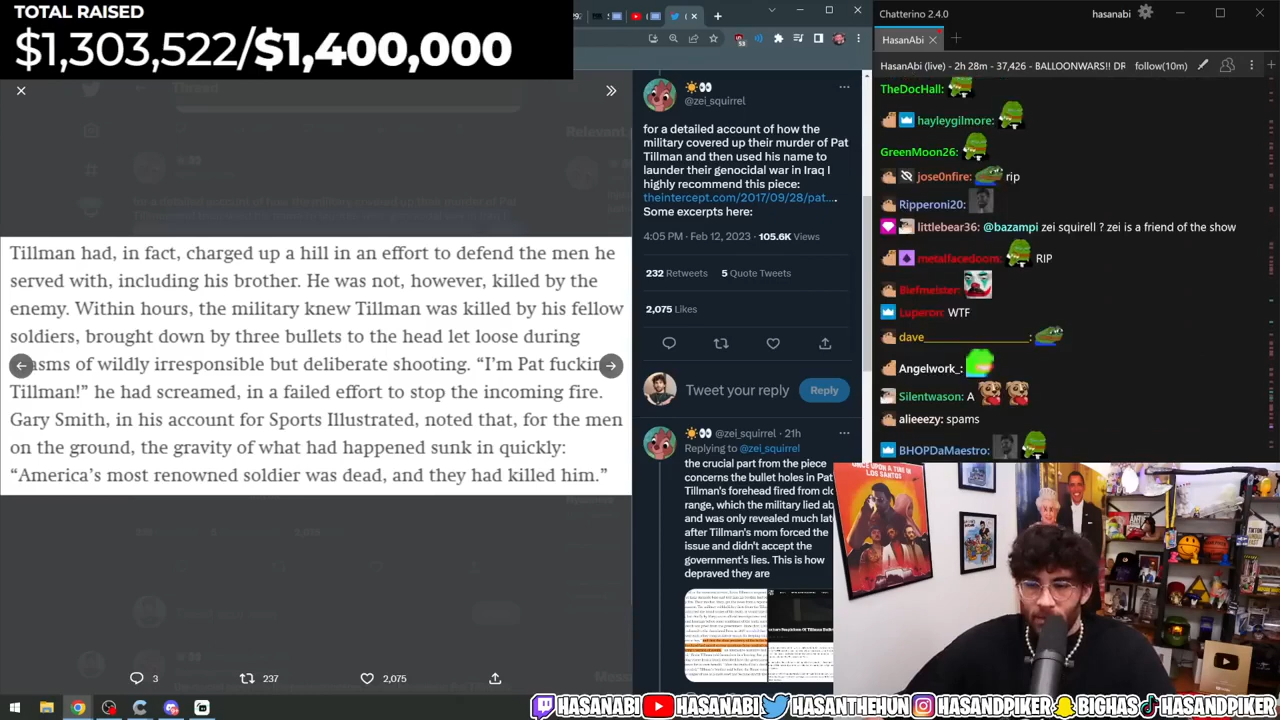 TOTAL RAISED
$1,303,522/$1,400,000
Tillman had, in fact, charged up a hill in an effort to defend the men he
served with, including his brother. He was not, however, killed by the
enemy. Within hours, the military knew Tillman was killed by his fellow
soldiers, brought down by three bullets to the head let loose during
of wildly irresponsible but deliberate shooting. “I’m Pat fuckin
Tillman!” he had screamed, in a failed effort to stop the incoming fire.
Gary Smith, in his account for Sports Illustrated, noted that, for the men
on the ground, the gravity of what had happened sunk in quickly:
“America’s most renowned soldier was dead, and they had killed him.”
237
2,075
@zei_squirrel
for a detailed account of how the
military covered up their murder of Pat
Tillman and then used his name to
launder their genocidal war in Iraq I
highly recommend this piece:
theintercept.com/2017/09/28/pat...
Some excerpts here:
4:05 PM · Feb 12, 2023 · 105.6K Views
232 Retweets 5 Quote Tweets
2,075 Likes
Tweet your reply
Reply
@zei_squirrel · 21h
Replying to @zei_squirrel
the crucial part from the piece
concerns the bullet holes in Pat
Tillman's forehead fired from clo
range, which the military lied ab
and was only revealed much lat
after Tillman's mom forced the
issue and didn't accept the
government's lies. This is how
depraved they are
Chatterino 2.4.0
hasanabi
HasanAbi
HasanAbi (live) - 2h 28m - 37,426 - BALLOONWARS!! DR follow(10m)
TheDocHall:
hayleygilmore:
GreenMoon26:
jose0nfire: rip
Ripperoni20:
littlebear36: @bazampi zei squirell ? zei is a friend of the show
metalfacedoom: RIP
Biefmeister:
Luperorr: WTF
dave____________________:
Angelwork_:
Silentwason: A
alieeezy: spams
BHOPDaMaestro:
ONCE UPON A TIME IN
LOS SANTOS
HASANABI
HASANABI
HASANTHEHUN
HASANDPIKER
BIGHAS
HASANDPIKER